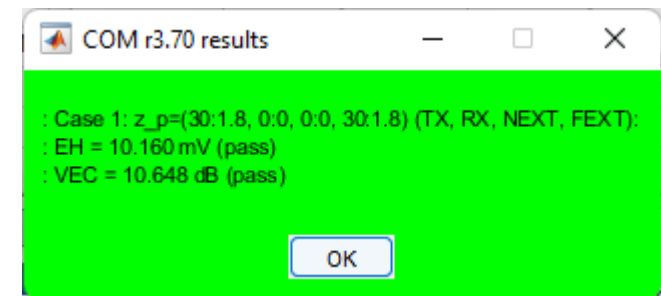 COM r3.70 results
: Case 1: z_p=(30:1.8, 0:0, 0:0, 30:1.8) (TX, RX, NEXT, FEXT):
: EH = 10.160 mV (pass)
: VEC = 10.648 dB (pass)
OK